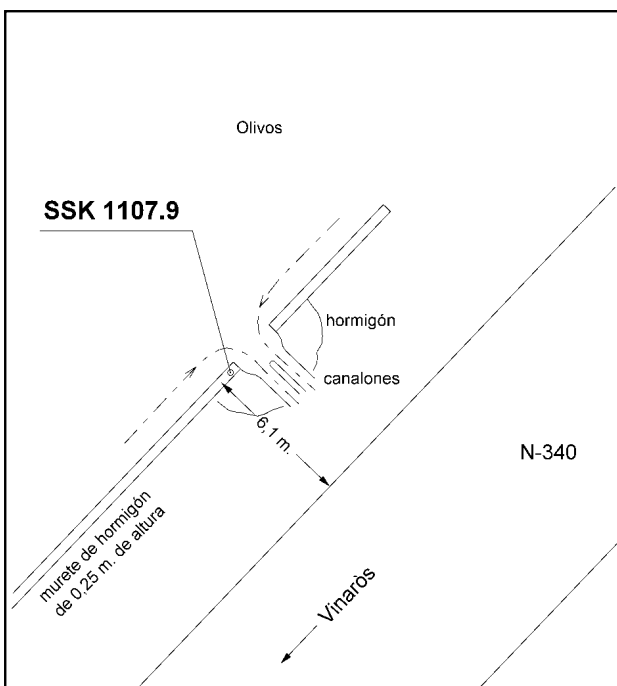 Olivos
SSK 1107.9
hormigón
canalones
6,1 m.
N-340
murete de hormigón
de 0,25 m. de altura
Vinaròs